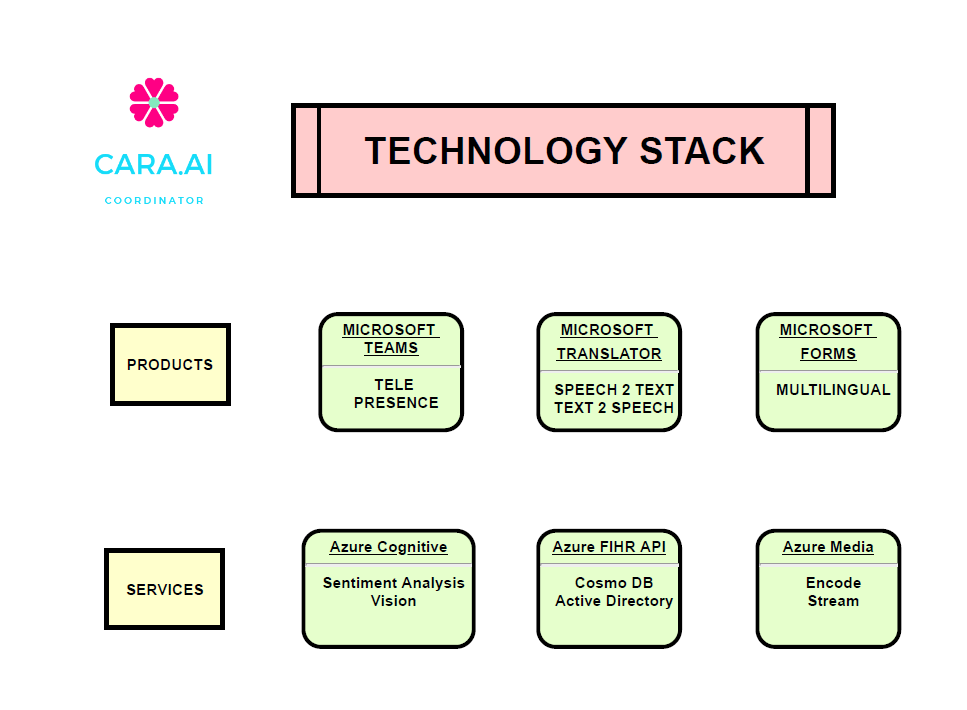 CARA.AI
COORDINATOR
TECHNOLOGY STACK
PRODUCTS
MICROSOFT
TEAMS
TELE
PRESENCE
MICROSOFT
TRANSLATOR
SPEECH 2 TEXT
TEXT 2 SPEECH
MICROSOFT
FORMS
MULTILINGUAL
SERVICES
Azure Cognitive
Sentiment Analysis
Vision
Azure FIHR API
Cosmo DB
Active Directory
Azure Media
Encode
Stream